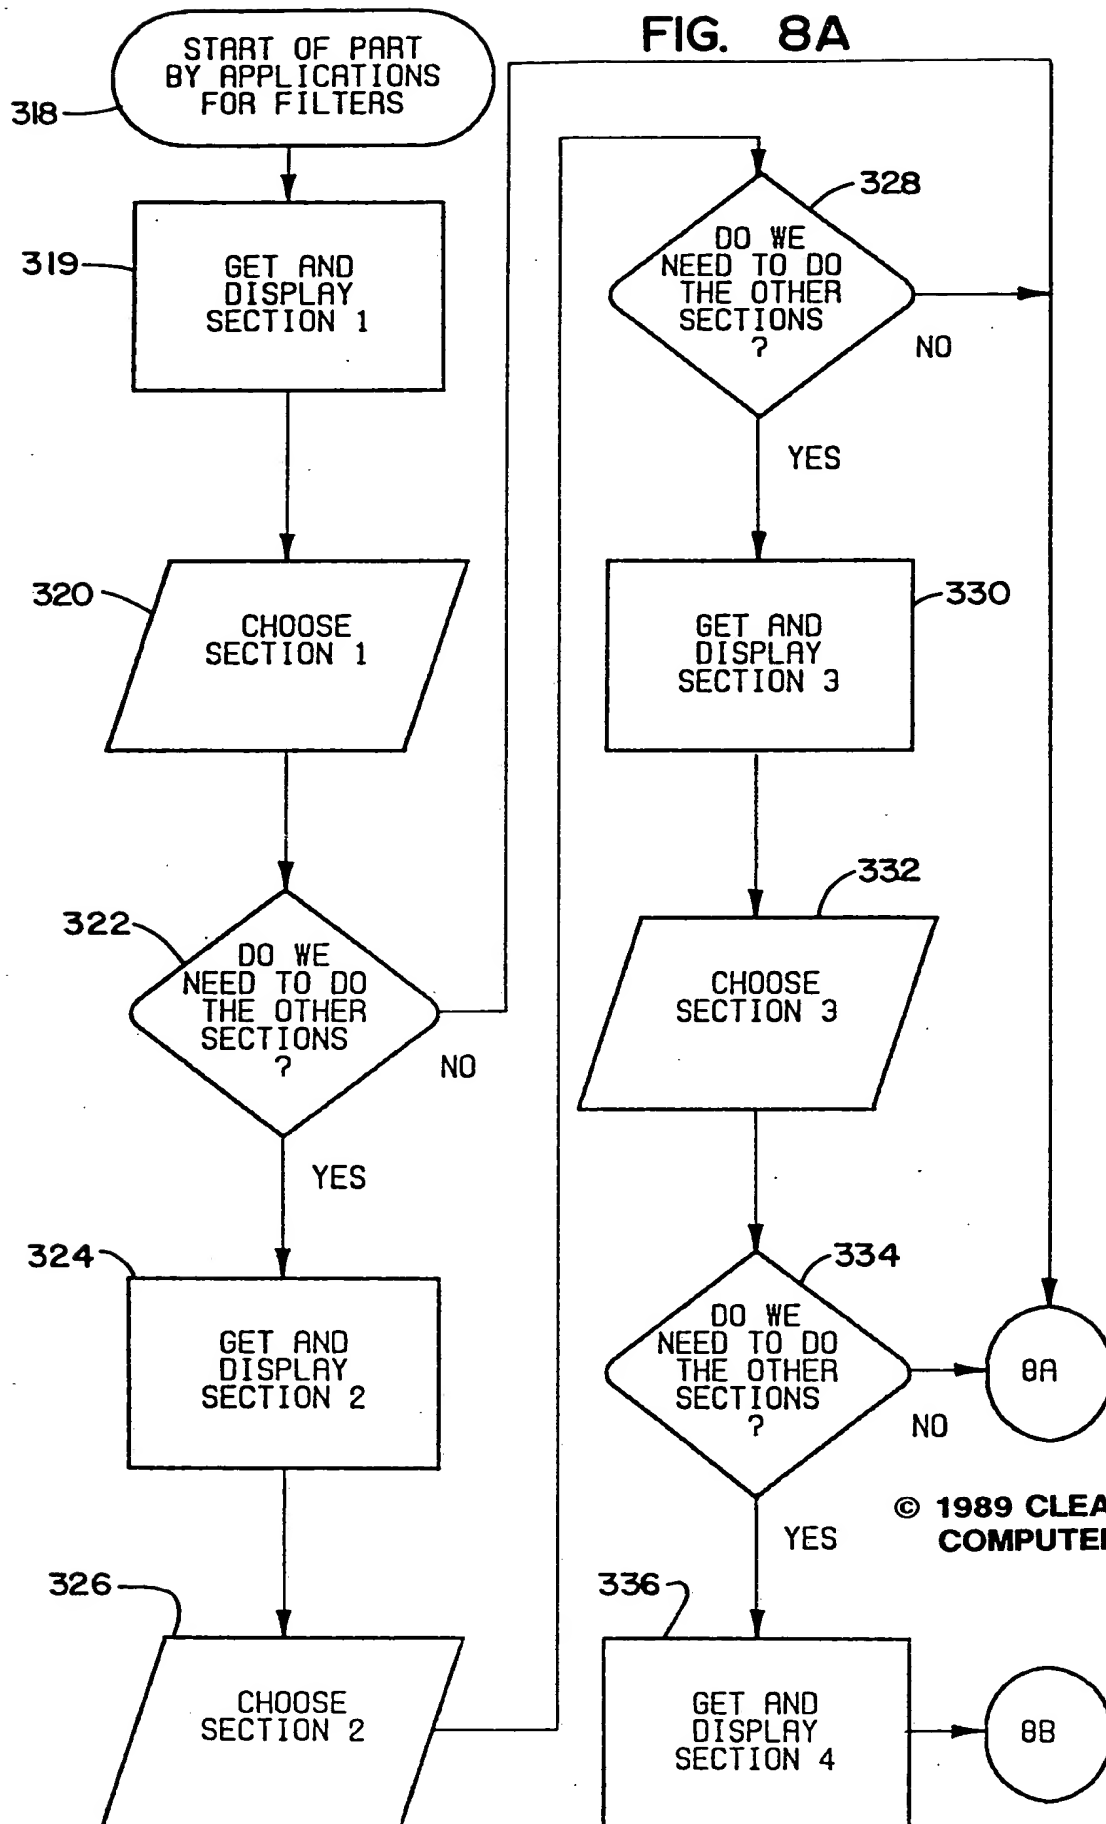 FIG. 8A
START OF PART
BY APPLICATIONS
FOR FILTERS
318
319
GET AND
DISPLAY
SECTION 1
320
CHOOSE
SECTION 1
322
DO WE
NEED TO DO
THE OTHER
SECTIONS
?
NO
YES
324
GET AND
DISPLAY
SECTION 2
326
CHOOSE
SECTION 2
328
DO WE
NEED TO DO
THE OTHER
SECTIONS
?
NO
YES
330
GET AND
DISPLAY
SECTION 3
332
CHOOSE
SECTION 3
334
DO WE
NEED TO DO
THE OTHER
SECTIONS
?
NO
8A
YES
© 1989 CLEA
COMPUTE
336
GET AND
DISPLAY
SECTION 4
8B